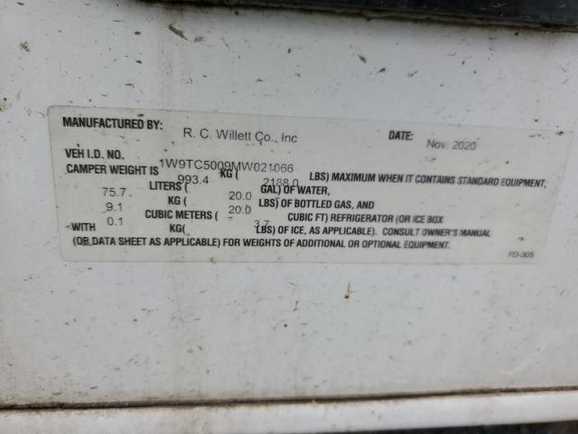 MANUFACTURED BY: R. C. Willett Co., Inc DATE: Nov. 2020
VEH I.D. NO. 1W9TC5009MW021066
CAMPER WEIGHT IS 993.4 KG ( 2188.0 LBS) MAXIMUM WHEN IT CONTAINS STANDARD EQUIPMENT,
75.7 LITERS ( 20.0 GAL) OF WATER,
9.1 KG ( 20.0 LBS) OF BOTTLED GAS, AND
0.1 CUBIC METERS ( 3.7 CUBIC FT) REFRIGERATOR (OR ICE BOX
WITH KG( LBS) OF ICE, AS APPLICABLE). CONSULT OWNER'S MANUAL
(OR DATA SHEET AS APPLICABLE) FOR WEIGHTS OF ADDITIONAL OR OPTIONAL EQUIPMENT.
FD-305